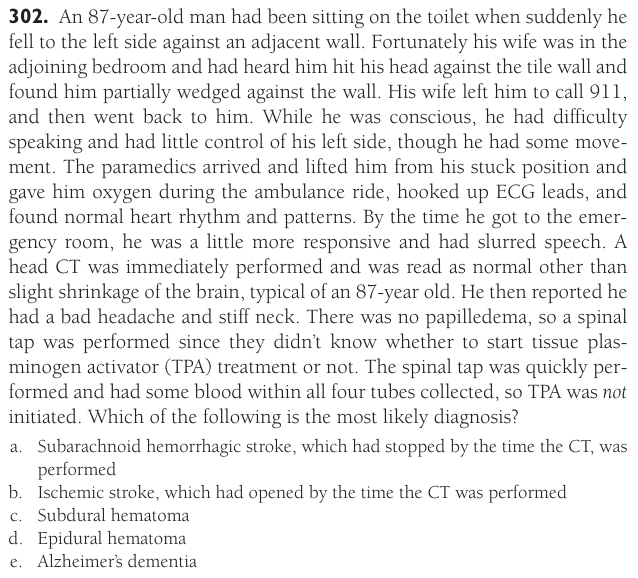 302. An 87-year-old man had been sitting on the toilet when suddenly he
fell to the left side against an adjacent wall. Fortunately his wife was in the
adjoining bedroom and had heard him hit his head against the tile wall and
found him partially wedged against the wall. His wife left him to call 911,
and then went back to him. While he was conscious, he had difficulty
speaking and had little control of his left side, though he had some move-
ment. The paramedics arrived and lifted him from his stuck position and
gave him oxygen during the ambulance ride, hooked up ECG leads, and
found normal heart rhythm and patterns. By the time he got to the emer-
gency room, he was a little more responsive and had slurred speech. A
head CT was immediately performed and was read as normal other than
slight shrinkage of the brain, typical of an 87-year old. He then reported he
had a bad headache and stiff neck. There was no papilledema, so a spinal
tap was performed since they didn't know whether to start tissue plas-
minogen activator (TPA) treatment or not. The spinal tap was quickly per-
formed and had some blood within all four tubes collected, so TPA was not
initiated. Which of the following is the most likely diagnosis?
a. Subarachnoid hemorrhagic stroke, which had stopped by the time the CT, was
performed
b. Ischemic stroke, which had opened by the time the CT was performed
c. Subdural hematoma
d. Epidural hematoma
e. Alzheimer's dementia